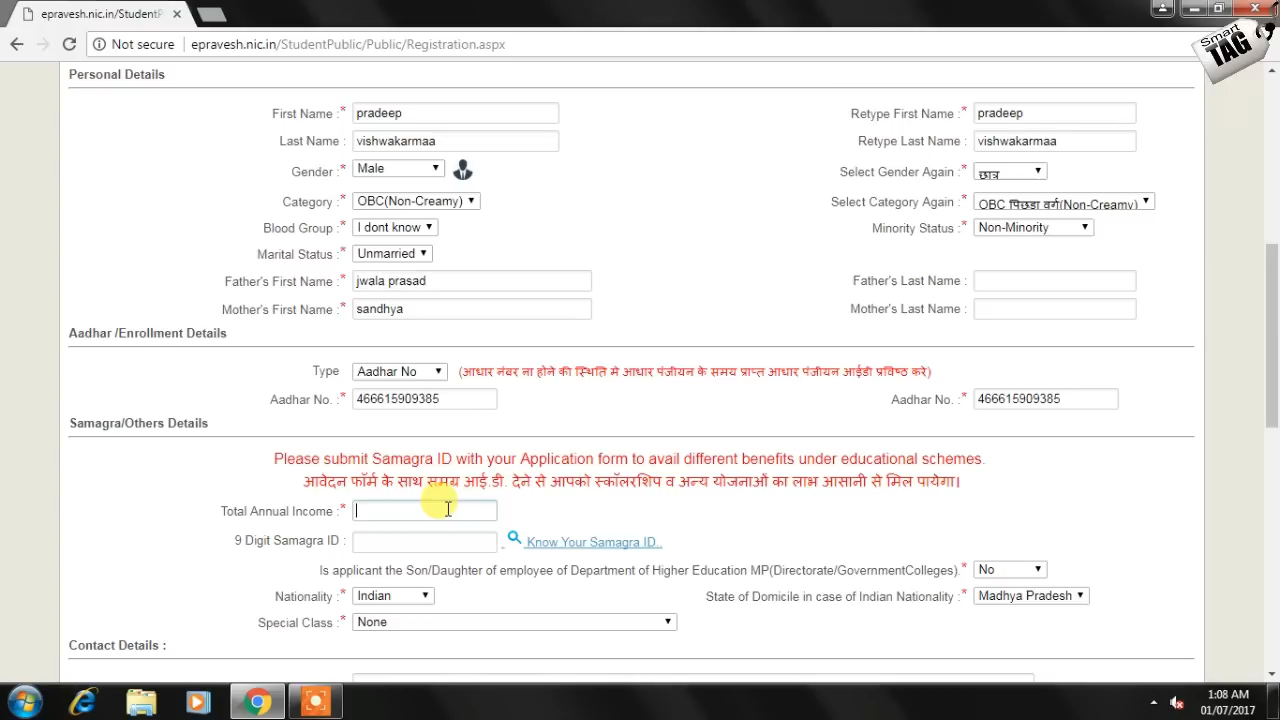 epravesh.nic.in/StudentP
Not secure epravesh.nic.in/StudentPublic/Public/Registration.aspx
Smart TAG
Personal Details
First Name :* pradeep Retype First Name :* pradeep
Last Name : vishwakarmaa Retype Last Name : vishwakarmaa
Gender :* Male Select Gender Again :* छात्र
Category :* OBC(Non-Creamy) Select Category Again :* OBC पिछडा वर्ग(Non-Creamy)
Blood Group :* I dont know Minority Status :* Non-Minority
Marital Status :* Unmarried
Father's First Name :* jwala prasad Father's Last Name :
Mother's First Name :* sandhya Mother's Last Name :
Aadhar /Enrollment Details
Type Aadhar No (आधार नंबर ना होने की स्थिति मे आधार पंजीयन के समय प्राप्त आधार पंजीयन आईडी प्रविष्ठ करे)
Aadhar No. :* 466615909385 Aadhar No. :* 466615909385
Samagra/Others Details
Please submit Samagra ID with your Application form to avail different benefits under educational schemes.
आवेदन फॉर्म के साथ समग्र आई.डी. देने से आपको स्कॉलरशिप व अन्य योजनाओं का लाभ आसानी से मिल पायेगा।
Total Annual Income :*
9 Digit Samagra ID : Know Your Samagra ID..
Is applicant the Son/Daughter of employee of Department of Higher Education MP(Directorate/GovernmentColleges).* No
Nationality :* Indian State of Domicile in case of Indian Nationality :* Madhya Pradesh
Special Class :* None
Contact Details :
1:08 AM
01/07/2017